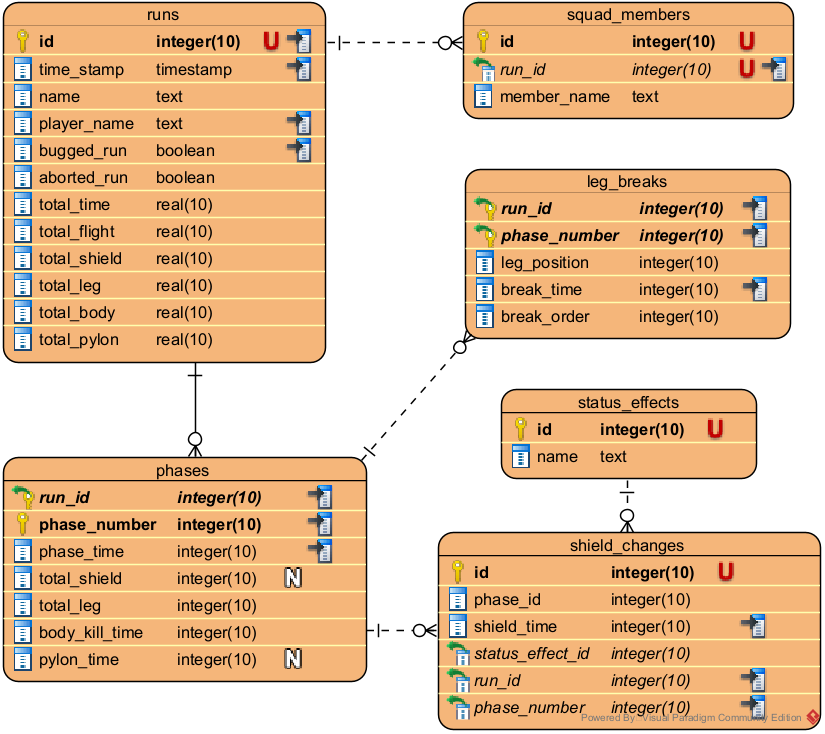 runs
id integer(10) U
time_stamp timestamp
name text
player_name text
bugged_run boolean
aborted_run boolean
total_time real(10)
total_flight real(10)
total_shield real(10)
total_leg real(10)
total_body real(10)
total_pylon real(10)
squad_members
id integer(10) U
run_id integer(10) U
member_name text
leg_breaks
run_id integer(10)
phase_number integer(10)
leg_position integer(10)
break_time integer(10)
break_order integer(10)
status_effects
id integer(10) U
name text
phases
run_id integer(10)
phase_number integer(10)
phase_time integer(10)
total_shield integer(10) N
total_leg integer(10)
body_kill_time integer(10)
pylon_time integer(10) N
shield_changes
id integer(10) U
phase_id integer(10)
shield_time integer(10)
status_effect_id integer(10)
run_id integer(10)
phase_number integer(10)
Powered By: Visual Paradigm Community Edition